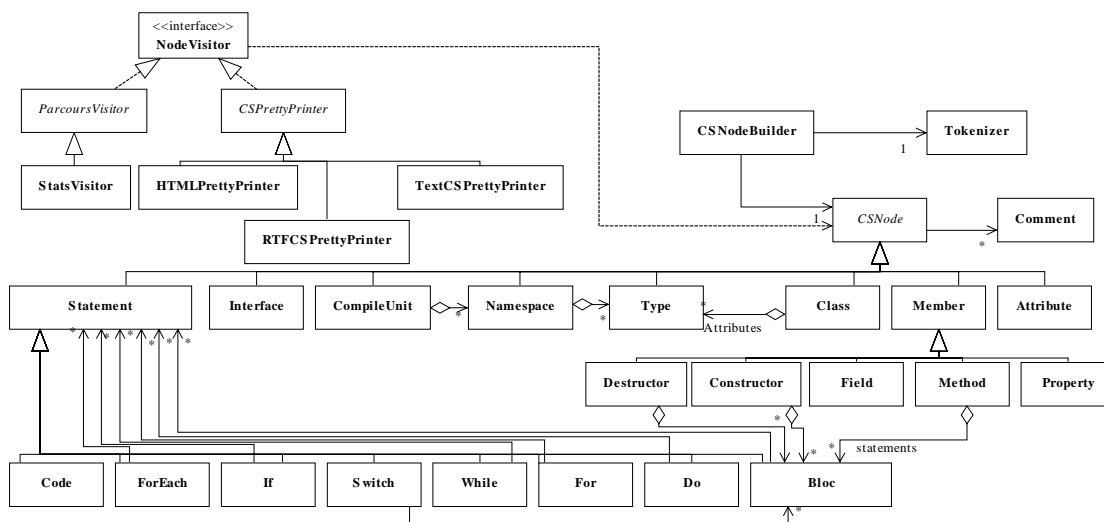 <<interface>>
NodeVisitor
ParcoursVisitor
CSPrettyPrinter
CSNodeBuilder
Tokenizer
1
StatsVisitor
HTMLPrettyPrinter
TextCSPrettyPrinter
RTFCSPrettyPrinter
1
CSNode
*
Comment
Statement
Interface
CompileUnit
*
Namespace
*
Type
*
Attributes
Class
Member
Attribute
* * * * * *
Destructor
Constructor
Field
Method
Property
*
*
*
statements
Code
ForEach
If
Switch
While
For
Do
Bloc
*